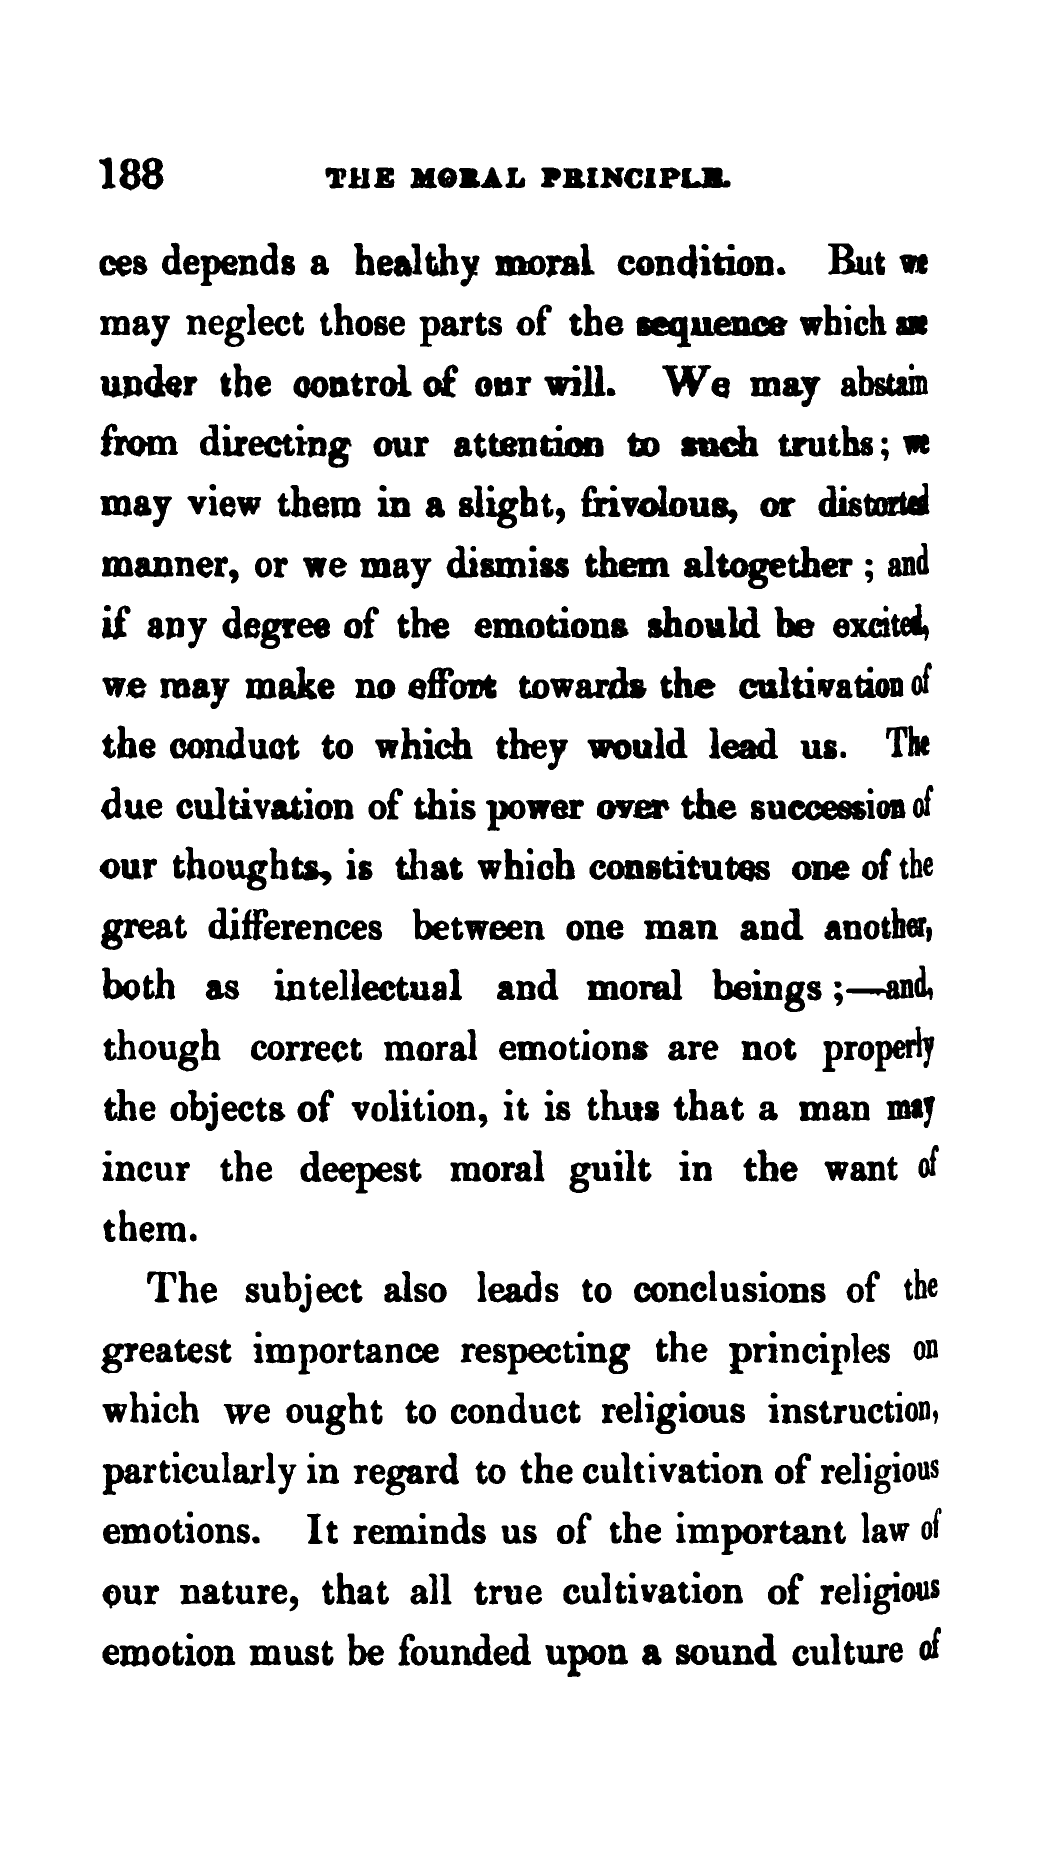 188 THE MORAL PRINCIPLE.
ces depends a healthy moral condition. But we
may neglect those parts of the sequence which are
under the control of our will. We may abstain
from directing our attention to such truths; we
may view them in a slight, frivolous, or distorted
manner, or we may dismiss them altogether ; and
if any degree of the emotions should be excited,
we may make no effort towards the cultivation of
the conduct to which they would lead us. The
due cultivation of this power over the succession of
our thoughts, is that which constitutes one of the
great differences between one man and another,
both as intellectual and moral beings ;—and,
though correct moral emotions are not properly
the objects of volition, it is thus that a man may
incur the deepest moral guilt in the want of
them.
The subject also leads to conclusions of the
greatest importance respecting the principles on
which we ought to conduct religious instruction,
particularly in regard to the cultivation of religious
emotions. It reminds us of the important law of
our nature, that all true cultivation of religious
emotion must be founded upon a sound culture of